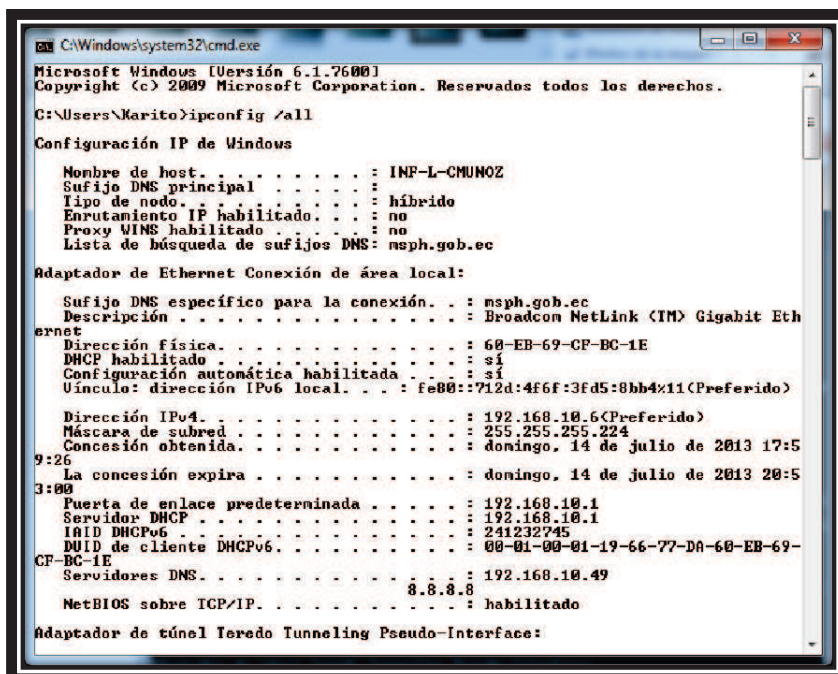 C:\Windows\system32\cmd.exe
Microsoft Windows [Versión 6.1.7600]
Copyright (c) 2009 Microsoft Corporation. Reservados todos los derechos.
C:\Users\Karito>ipconfig /all
Configuración IP de Windows
Nombre de host. . . . . . . . . : INF-L-CMUNOZ
Sufijo DNS principal . . . . . :
Tipo de nodo. . . . . . . . . . : híbrido
Enrutamiento IP habilitado. . . : no
Proxy WINS habilitado . . . . . : no
Lista de búsqueda de sufijos DNS: msph.gob.ec
Adaptador de Ethernet Conexión de área local:
Sufijo DNS específico para la conexión. . : msph.gob.ec
Descripción . . . . . . . . . . . . . . . : Broadcom NetLink (TM) Gigabit Eth
ernet
Dirección física. . . . . . . . . . . . . : 60-EB-69-CF-BC-1E
DHCP habilitado . . . . . . . . . . . . . : sí
Configuración automática habilitada . . . : sí
Vínculo: dirección IPv6 local. . . : fe80::712d:4f6f:3fd5:8bb4%11(Preferido)
Dirección IPv4. . . . . . . . . . . . . . : 192.168.10.6(Preferido)
Máscara de subred . . . . . . . . . . . . : 255.255.255.224
Concesión obtenida. . . . . . . . . . . . : domingo, 14 de julio de 2013 17:5
9:26
La concesión expira . . . . . . . . . . . : domingo, 14 de julio de 2013 20:5
3:00
Puerta de enlace predeterminada . . . . . : 192.168.10.1
Servidor DHCP . . . . . . . . . . . . . . : 192.168.10.1
IAID DHCPv6 . . . . . . . . . . . . . . . : 241232745
DUID de cliente DHCPv6. . . . . . . . . . : 00-01-00-01-19-66-77-DA-60-EB-69-
CF-BC-1E
Servidores DNS. . . . . . . . . . . . . . : 192.168.10.49
8.8.8.8
NetBIOS sobre TCP/IP. . . . . . . . . . . : habilitado
Adaptador de túnel Teredo Tunneling Pseudo-Interface: